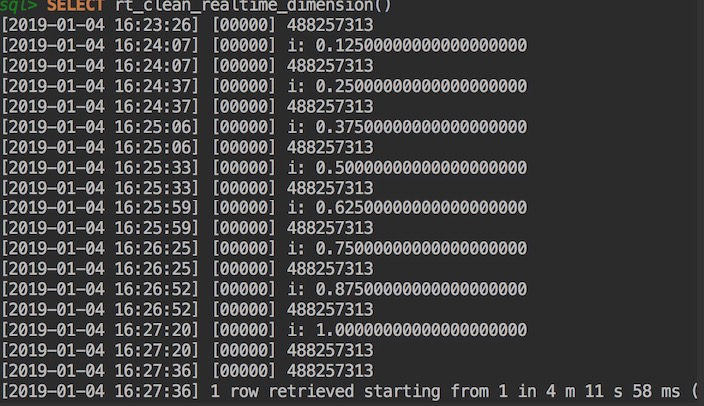 sql> SELECT rt_clean_realtime_dimension()
[2019-01-04 16:23:26] [00000] 488257313
[2019-01-04 16:24:07] [00000] i: 0.12500000000000000000
[2019-01-04 16:24:07] [00000] 488257313
[2019-01-04 16:24:37] [00000] i: 0.25000000000000000000
[2019-01-04 16:24:37] [00000] 488257313
[2019-01-04 16:25:06] [00000] i: 0.37500000000000000000
[2019-01-04 16:25:06] [00000] 488257313
[2019-01-04 16:25:33] [00000] i: 0.50000000000000000000
[2019-01-04 16:25:33] [00000] 488257313
[2019-01-04 16:25:59] [00000] i: 0.62500000000000000000
[2019-01-04 16:25:59] [00000] 488257313
[2019-01-04 16:26:25] [00000] i: 0.75000000000000000000
[2019-01-04 16:26:25] [00000] 488257313
[2019-01-04 16:26:52] [00000] i: 0.87500000000000000000
[2019-01-04 16:26:52] [00000] 488257313
[2019-01-04 16:27:20] [00000] i: 1.00000000000000000000
[2019-01-04 16:27:20] [00000] 488257313
[2019-01-04 16:27:36] [00000] 488257313
[2019-01-04 16:27:36] 1 row retrieved starting from 1 in 4 m 11 s 58 ms (